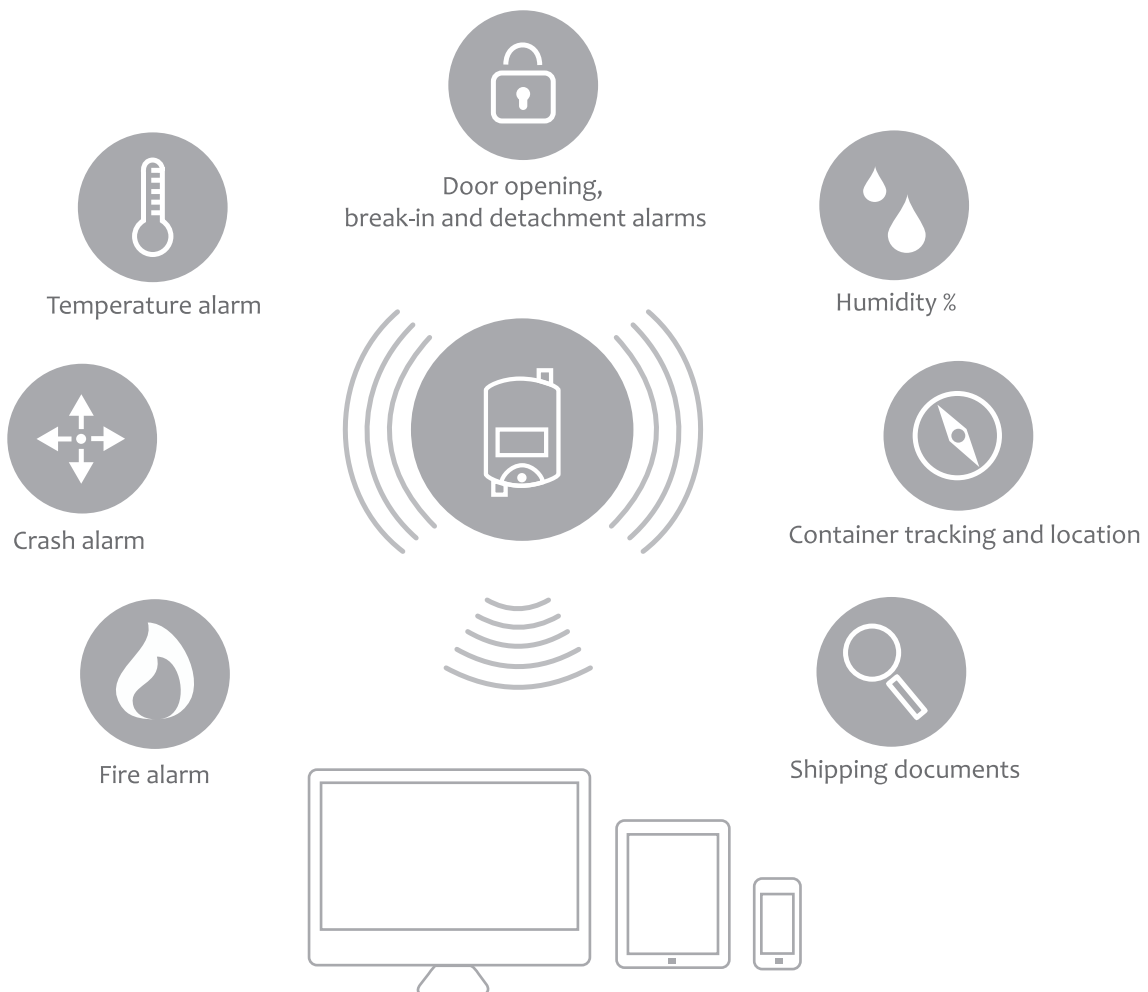 Door opening,
break-in and detachment alarms
Temperature alarm
Humidity %
Crash alarm
Container tracking and location
Fire alarm
Shipping documents